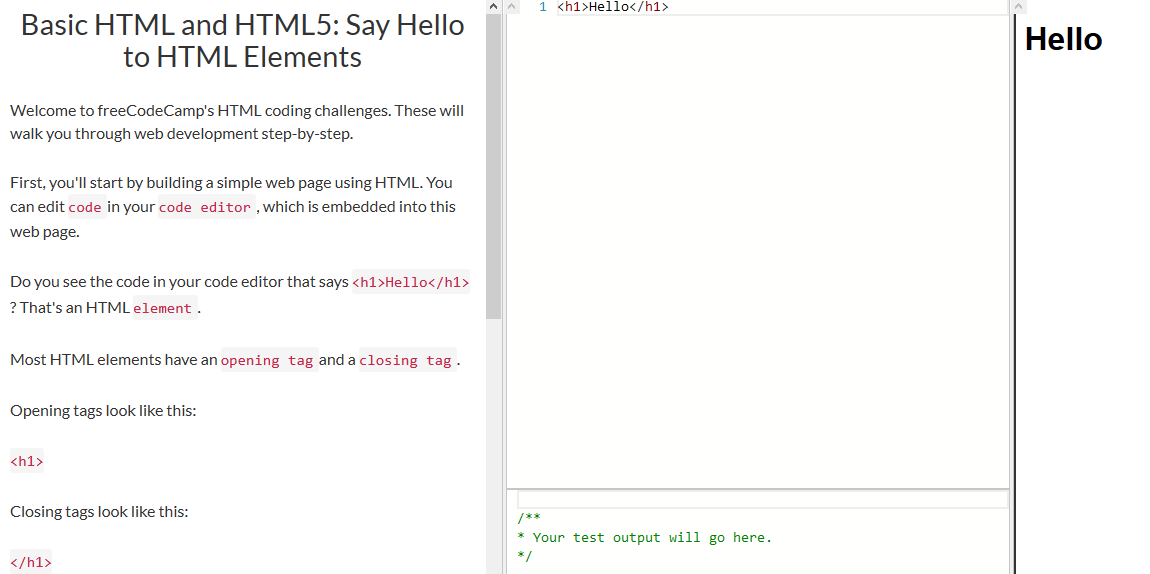 Basic HTML and HTML5: Say Hello
to HTML Elements
Welcome to freeCodeCamp's HTML coding challenges. These will
walk you through web development step-by-step.
First, you'll start by building a simple web page using HTML. You
can edit code in your code editor , which is embedded into this
web page.
Do you see the code in your code editor that says <h1>Hello</h1>
? That's an HTML element .
Most HTML elements have an opening tag and a closing tag .
Opening tags look like this:
<h1>
Closing tags look like this:
</h1>
1 <h1>Hello</h1>
/**
* Your test output will go here.
*/
Hello